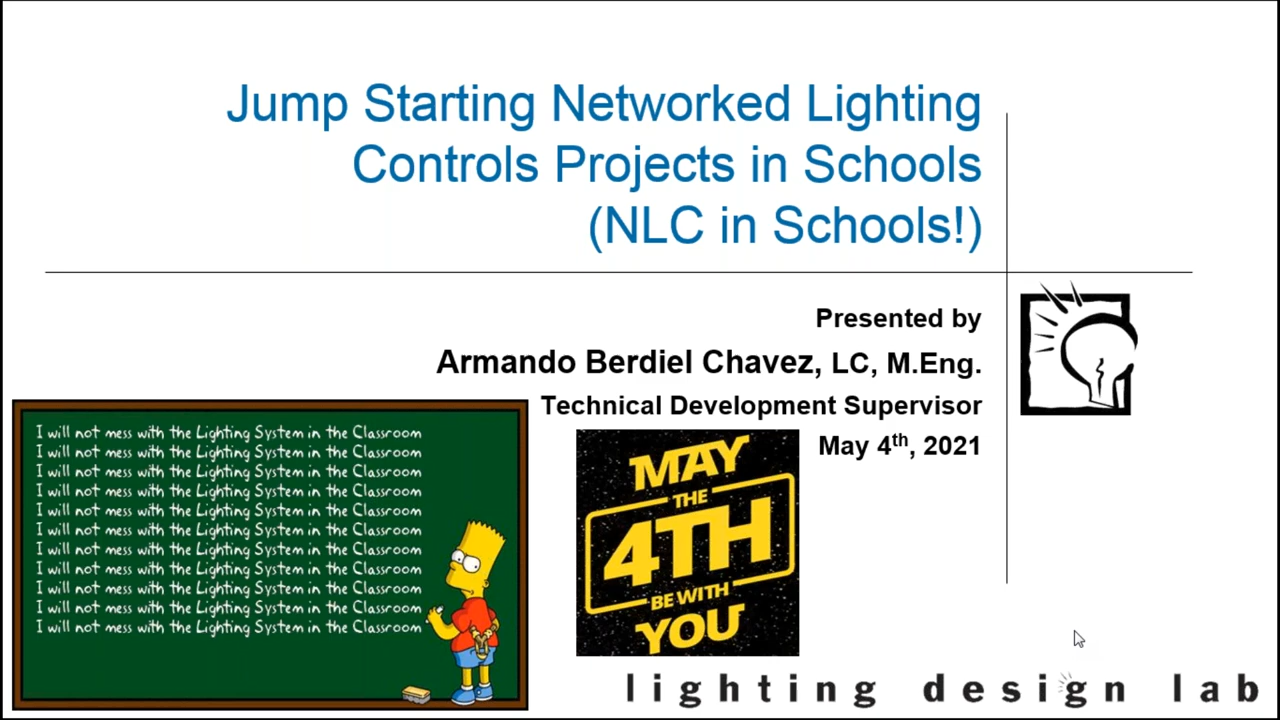 Jump Starting Networked Lighting
Controls Projects in Schools
(NLC in Schools!)
Presented by
Armando Berdiel Chavez, LC, M.Eng.
Technical Development Supervisor
May 4th, 2021
I will not mess with the Lighting System in the Classroom
I will not mess with the Lighting System in the Classroom
I will not mess with the Lighting System in the Classroom
I will not mess with the Lighting System in the Classroom
I will not mess with the Lighting System in the Classroom
I will not mess with the Lighting System in the Classroom
I will not mess with the Lighting System in the Classroom
I will not mess with the Lighting System in the Classroom
I will not mess with the Lighting System in the Classroom
I will not mess with the Lighting System in the Classroom
I will not mess with the Lighting System in the Classroom
MAY
THE
4TH
BE WITH
YOU
lighting design lab